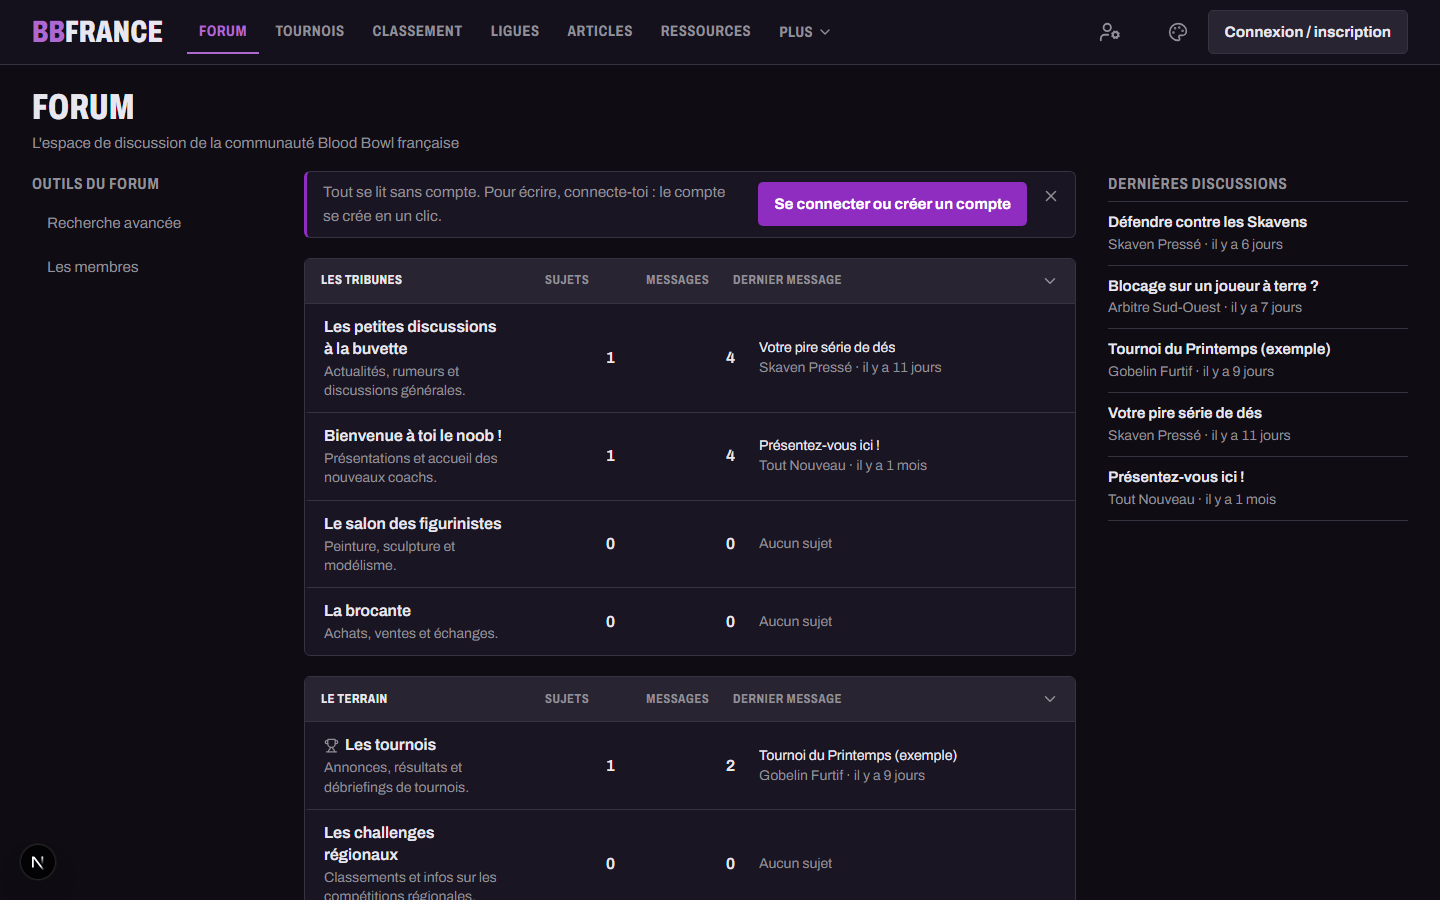 BBFRANCE FORUM TOURNOIS CLASSEMENT LIGUES ARTICLES RESSOURCES PLUS Connexion / inscription
FORUM
L'espace de discussion de la communauté Blood Bowl française
OUTILS DU FORUM
Recherche avancée
Les membres
Tout se lit sans compte. Pour écrire, connecte-toi : le compte
se crée en un clic.
Se connecter ou créer un compte
LES TRIBUNES SUJETS MESSAGES DERNIER MESSAGE
Les petites discussions
à la buvette
Actualités, rumeurs et
discussions générales.
1 4
Votre pire série de dés
Skaven Pressé · il y a 11 jours
Bienvenue à toi le noob !
Présentations et accueil des
nouveaux coachs.
1 4
Présentez-vous ici !
Tout Nouveau · il y a 1 mois
Le salon des figurinistes
Peinture, sculpture et
modélisme.
0 0 Aucun sujet
La brocante
Achats, ventes et échanges.
0 0 Aucun sujet
LE TERRAIN SUJETS MESSAGES DERNIER MESSAGE
Les tournois
Annonces, résultats et
débriefings de tournois.
1 2
Tournoi du Printemps (exemple)
Gobelin Furtif · il y a 9 jours
Les challenges
régionaux
Classements et infos sur les
compétitions régionales.
0 0 Aucun sujet
DERNIÈRES DISCUSSIONS
Défendre contre les Skavens
Skaven Pressé · il y a 6 jours
Blocage sur un joueur à terre ?
Arbitre Sud-Ouest · il y a 7 jours
Tournoi du Printemps (exemple)
Gobelin Furtif · il y a 9 jours
Votre pire série de dés
Skaven Pressé · il y a 11 jours
Présentez-vous ici !
Tout Nouveau · il y a 1 mois
N